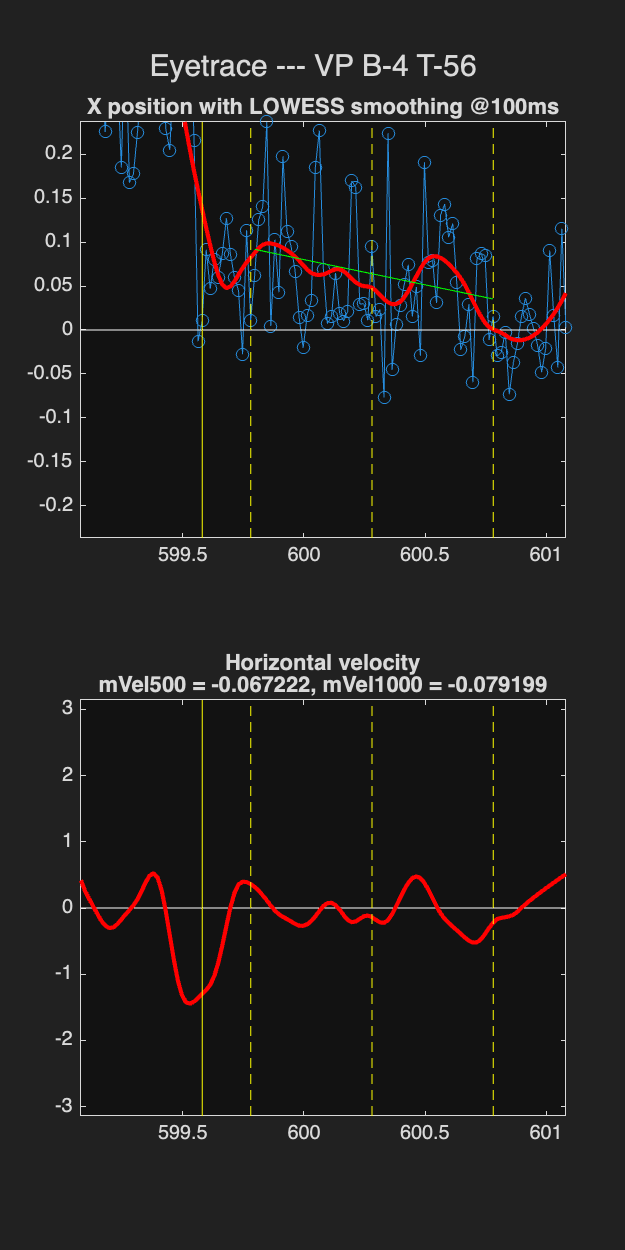 Eyetrace --- VP B-4 T-56
X position with LOWESS smoothing @100ms
0.2
0.15
0.1
0.05
0
-0.05
-0.1
-0.15
-0.2
599.5 600 600.5 601
Horizontal velocity
mVel500 = -0.067222, mVel1000 = -0.079199
3
2
1
0
-1
-2
-3
599.5 600 600.5 601